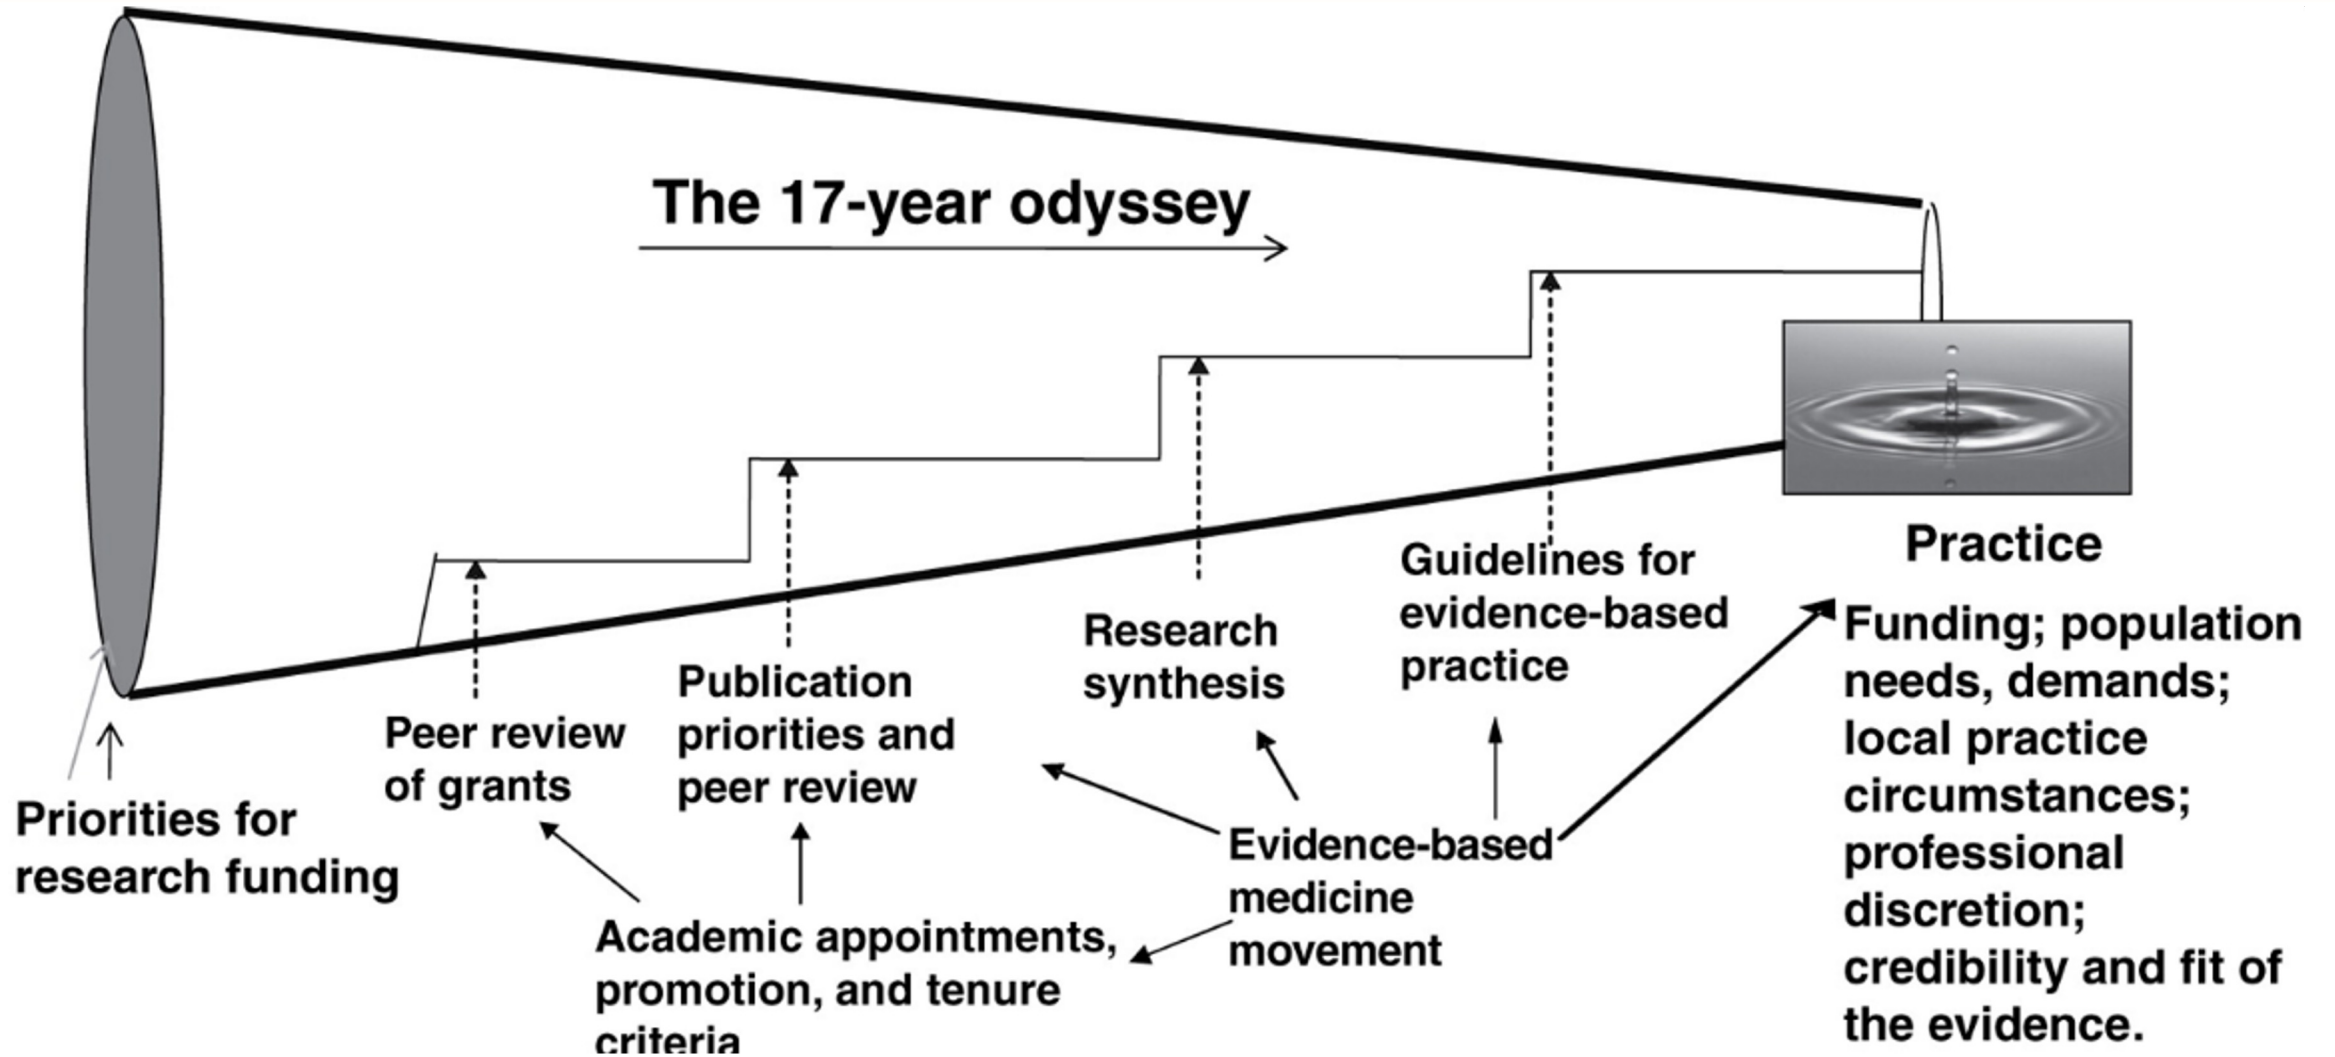 The 17-year odyssey
Practice
Priorities for
research funding
Peer review
of grants
Publication
priorities and
peer review
Research
synthesis
Guidelines for
evidence-based
practice
Academic appointments,
promotion, and tenure
criteria
Evidence-based
medicine
movement
Funding; population
needs, demands;
local practice
circumstances;
professional
discretion;
credibility and fit of
the evidence.